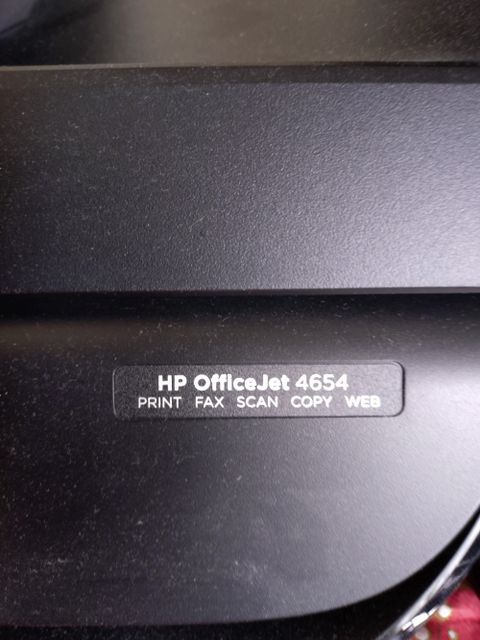 HP OfficeJet 4654
PRINT FAX SCAN COPY WEB